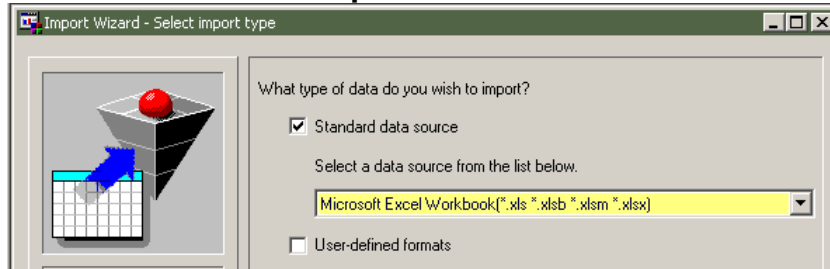 Import Wizard - Select import type
What type of data do you wish to import?
Standard data source
Select a data source from the list below.
Microsoft Excel Workbook(*.xls *.xlsb *.xlsm *.xlsx)
User-defined formats